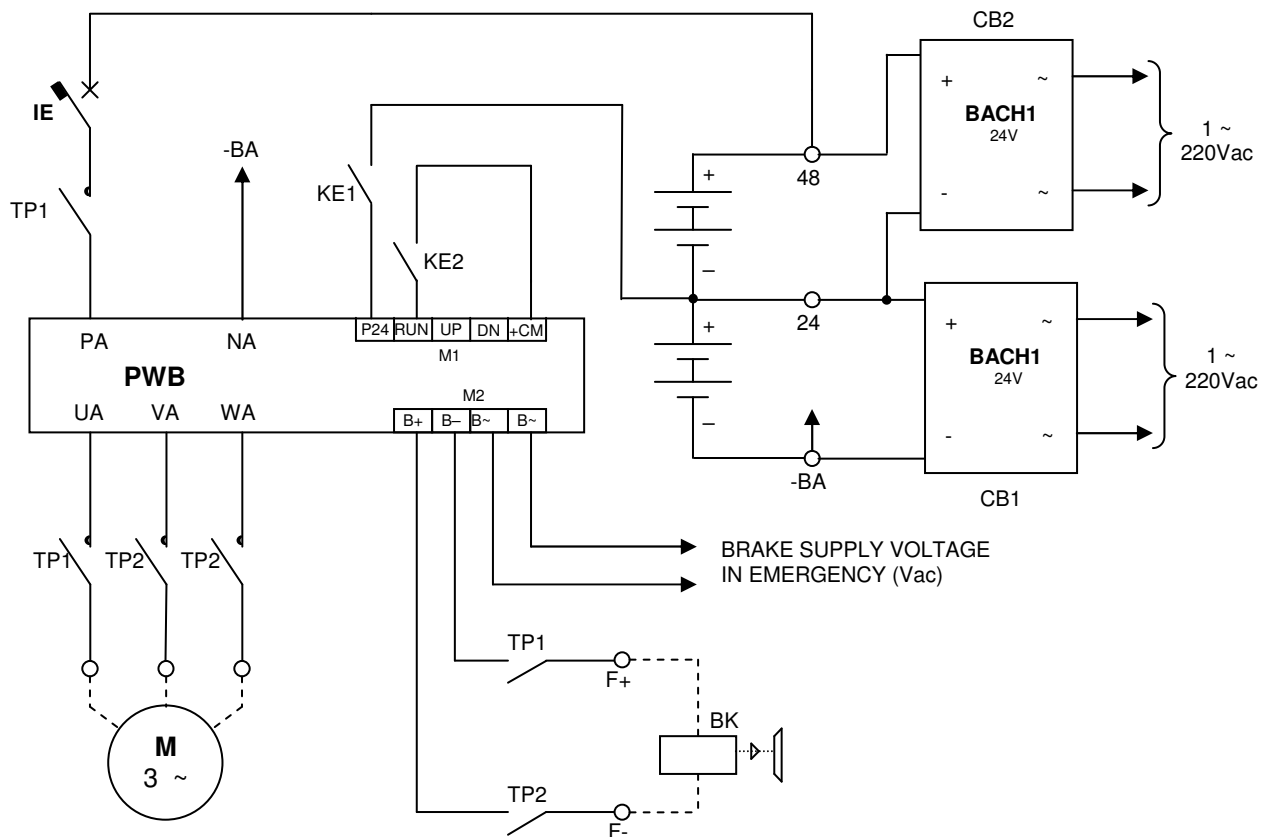 CB2
IE
-BA
+ ~
BACH1
24V
- ~
1 ~
220Vac
+
48
TP1
KE1
KE2
–
24
P24 RUN UP DN +CM
M1
PA NA
PWB
M2
UA VA WA
B+ B– B~ B~
+
–
-BA
+ ~
BACH1
24V
- ~
1 ~
220Vac
CB1
TP1 TP2 TP2
BRAKE SUPPLY VOLTAGE
IN EMERGENCY (Vac)
TP1
F+
BK
M
3 ~
TP2
F-